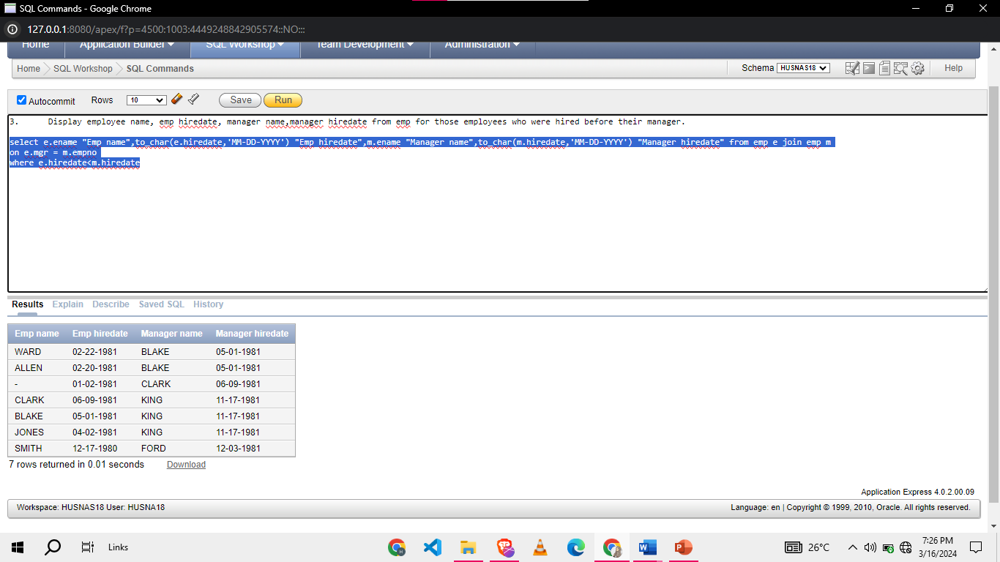 SQL Commands - Google Chrome
127.0.0.1:8080/apex/f?p=4500:1003:4449248842905574::NO:::
Home Application Builder SQL Workshop Team Development Administration
Home SQL Workshop SQL Commands Schema HUSNAS18 Help
Autocommit Rows 10 Save Run
3. Display employee name, emp hiredate, manager name,manager hiredate from emp for those employees who were hired before their manager.
select e.ename "Emp name",to_char(e.hiredate,'MM-DD-YYYY') "Emp hiredate",m.ename "Manager name",to_char(m.hiredate,'MM-DD-YYYY') "Manager hiredate" from emp e join emp m
on e.mgr = m.empno
where e.hiredate<m.hiredate
Results Explain Describe Saved SQL History
Emp name Emp hiredate Manager name Manager hiredate
WARD 02-22-1981 BLAKE 05-01-1981
ALLEN 02-20-1981 BLAKE 05-01-1981
- 01-02-1981 CLARK 06-09-1981
CLARK 06-09-1981 KING 11-17-1981
BLAKE 05-01-1981 KING 11-17-1981
JONES 04-02-1981 KING 11-17-1981
SMITH 12-17-1980 FORD 12-03-1981
7 rows returned in 0.01 seconds Download
Application Express 4.0.2.00.09
Workspace: HUSNAS18 User: HUSNA18 Language: en | Copyright © 1999, 2010, Oracle. All rights reserved.
Links 26°C 7:26 PM
3/16/2024